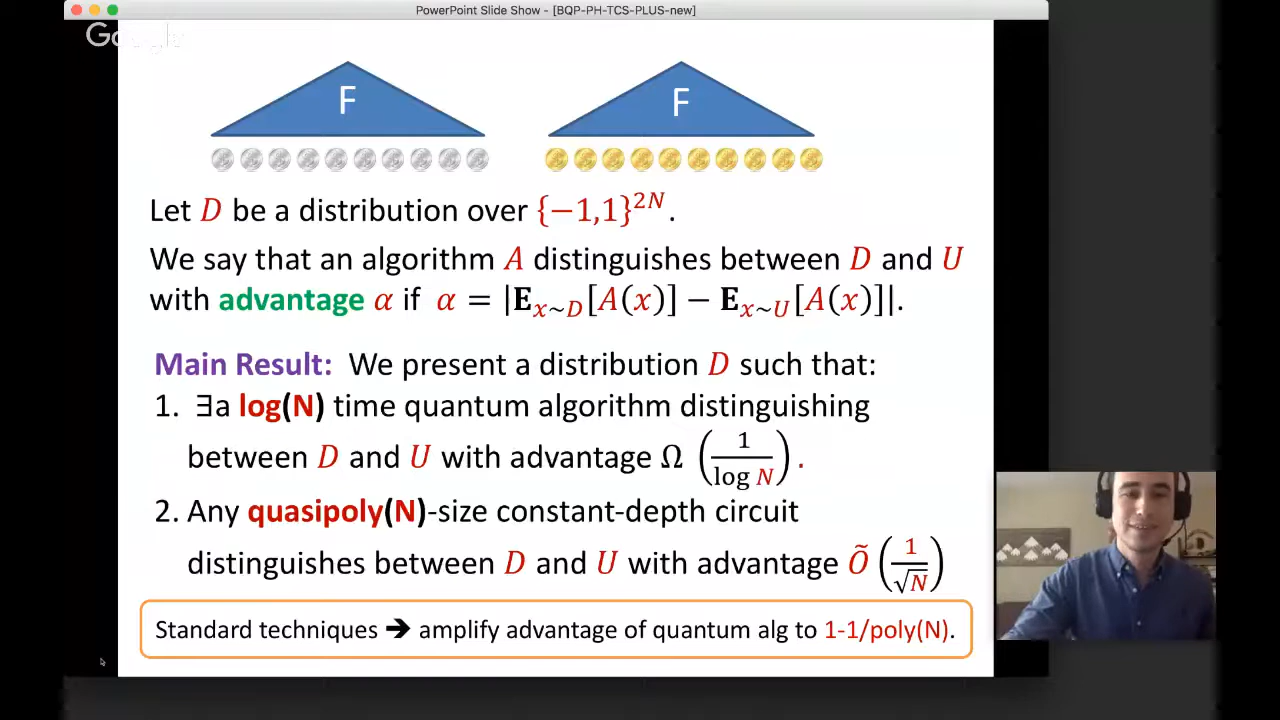 PowerPoint Slide Show - [BQP-PH-TCS-PLUS-new]
Google
F F
Let D be a distribution over {−1,1}^{2N}.
We say that an algorithm A distinguishes between D and U
with advantage α if α = |E_{x~D}[A(x)] − E_{x~U}[A(x)]|.
Main Result: We present a distribution D such that:
1. ∃a log(N) time quantum algorithm distinguishing
between D and U with advantage Ω(1/log N).
2. Any quasipoly(N)-size constant-depth circuit
distinguishes between D and U with advantage Õ(1/√N)
Standard techniques ➔ amplify advantage of quantum alg to 1-1/poly(N).